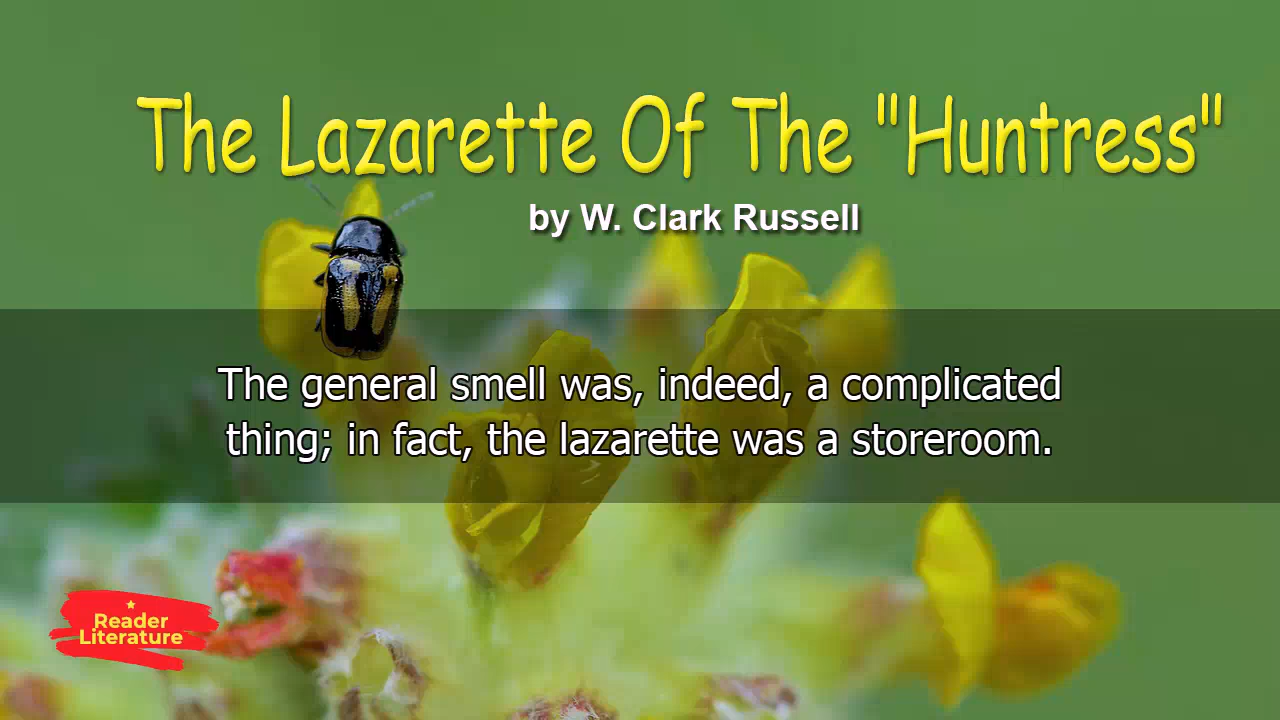 The Lazarette Of The "Huntress"
by W. Clark Russell
The general smell was, indeed, a complicated
thing; in fact, the lazarette was a storeroom.
Reader
Literature